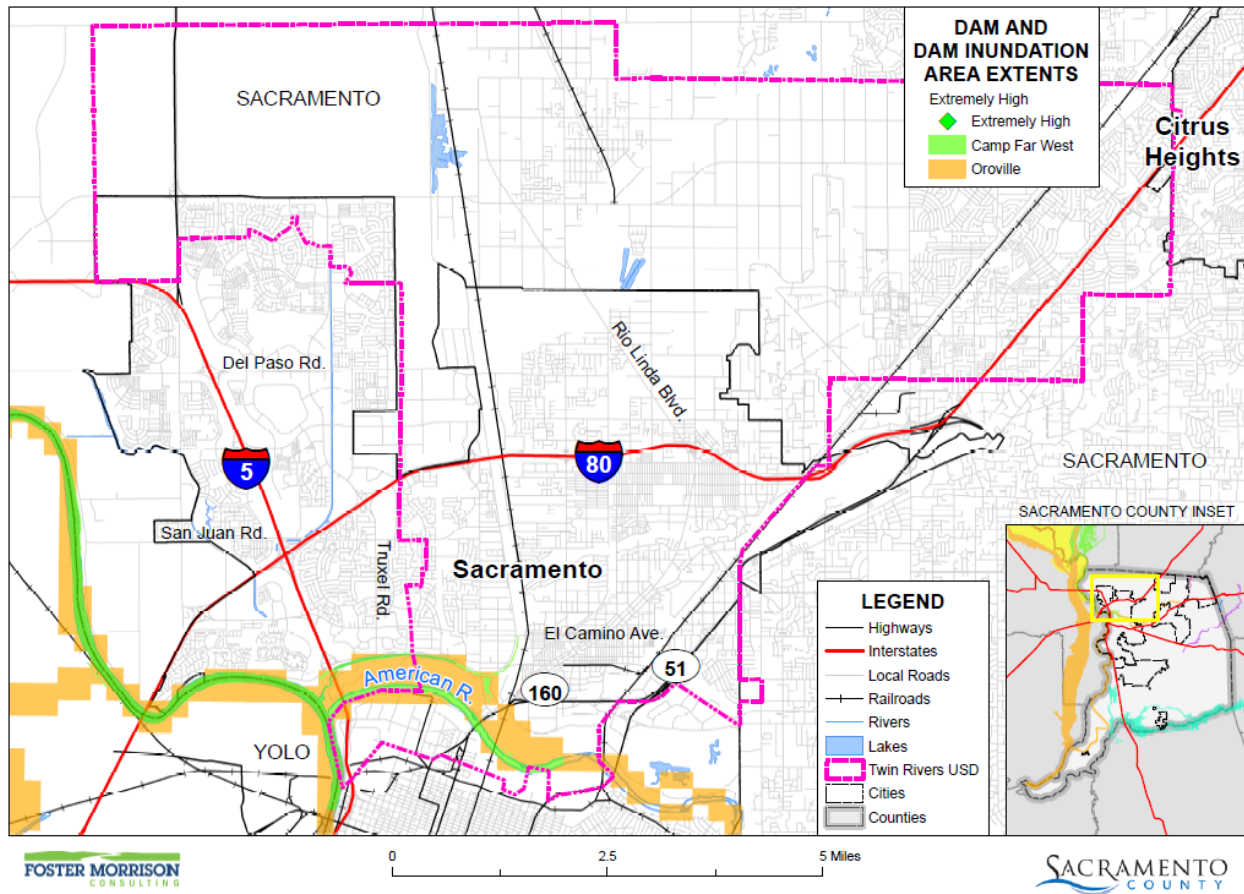 DAM AND
DAM INUNDATION
AREA EXTENTS
Extremely High
Extremely High
Camp Far West
Oroville
SACRAMENTO
Citrus
Heights
Del Paso Rd.
Rio Linda Blvd.
5
80
SACRAMENTO
San Juan Rd.
Truxel Rd.
Sacramento
El Camino Ave.
American R.
160
51
YOLO
SACRAMENTO COUNTY INSET
LEGEND
Highways
Interstates
Local Roads
Railroads
Rivers
Lakes
Twin Rivers USD
Cities
Counties
FOSTER MORRISON
CONSULTING
0 2.5 5 Miles
SACRAMENTO
COUNTY